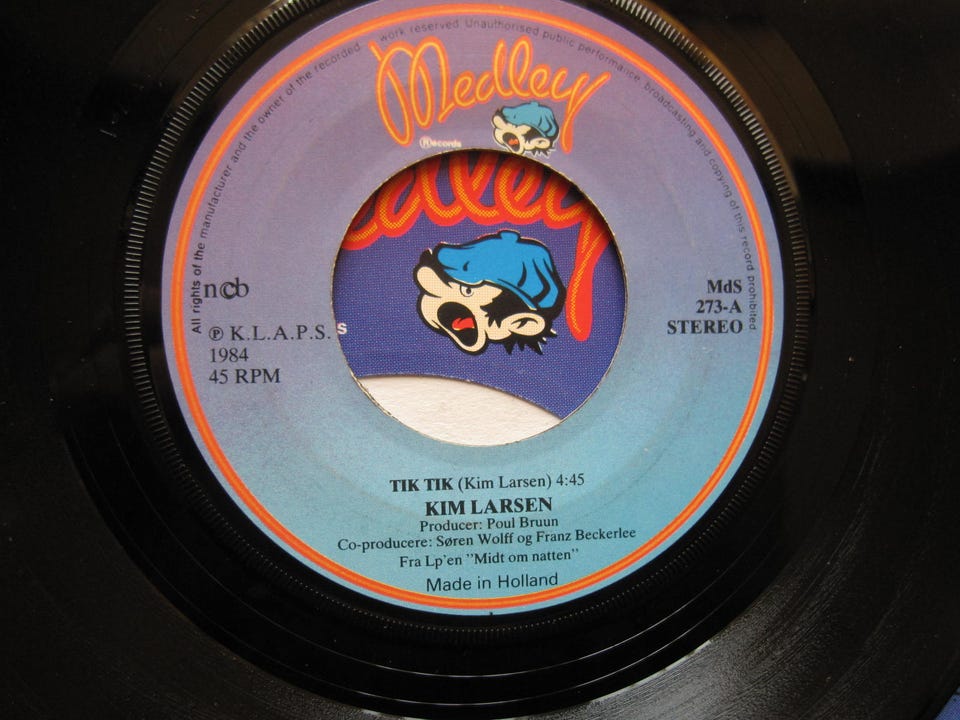 All rights of the manufacturer and the owner of the recorded work reserved Unauthorised public performance, broadcasting and copying of this record prohibited
Medley
Records
edley
s
ncb
℗ K.L.A.P.S.
1984
45 RPM
MdS
273-A
STEREO
TIK TIK (Kim Larsen) 4:45
KIM LARSEN
Producer: Poul Bruun
Co-producere: Søren Wolff og Franz Beckerlee
Fra Lp'en "Midt om natten"
Made in Holland